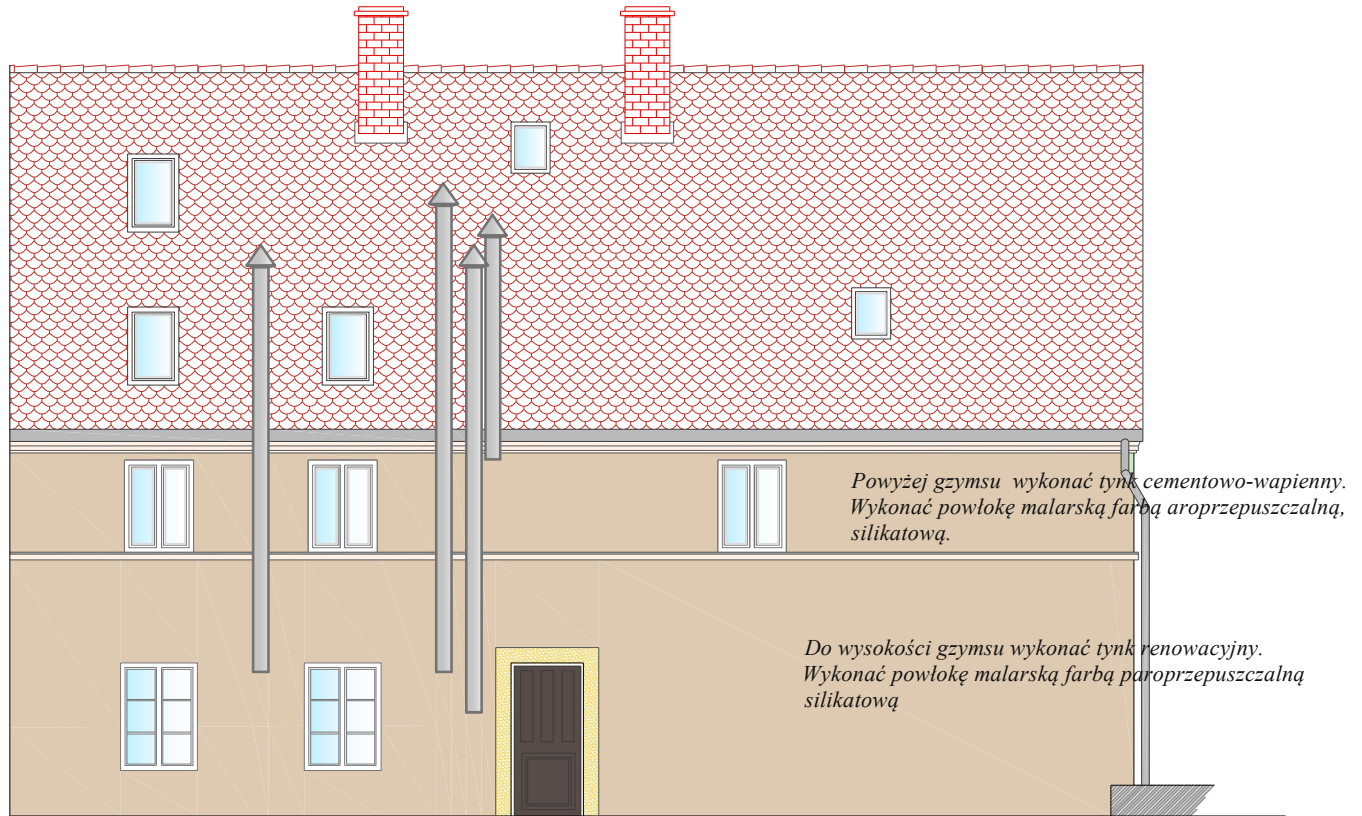 Powyżej gzymsu wykonać tynk cementowo-wapienny.
Wykonać powłokę malarską farbą aroprzepuszczalną,
silikatową.
Do wysokości gzymsu wykonać tynk renowacyjny.
Wykonać powłokę malarską farbą paroprzepuszczalną
silikatową